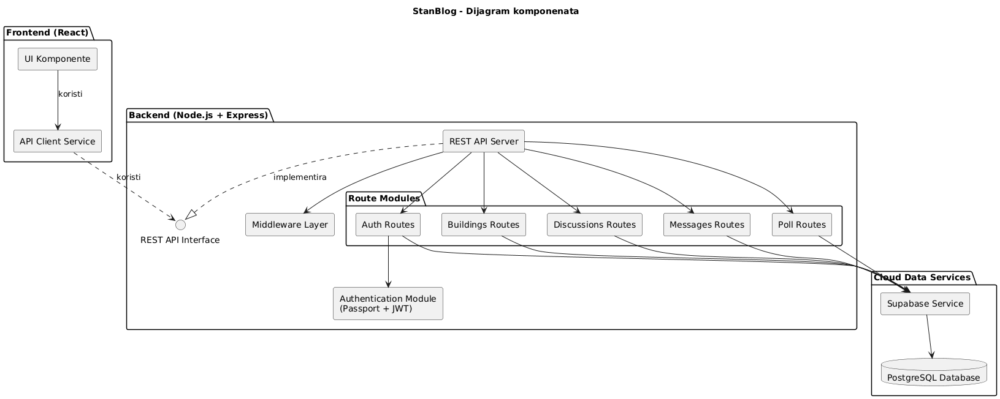 StanBlog - Dijagram komponenata
Frontend (React)
UI Komponente
koristi
API Client Service
koristi
Backend (Node.js + Express)
REST API Server
implementira
REST API Interface
Middleware Layer
Route Modules
Auth Routes
Buildings Routes
Discussions Routes
Messages Routes
Poll Routes
Authentication Module
(Passport + JWT)
Cloud Data Services
Supabase Service
PostgreSQL Database